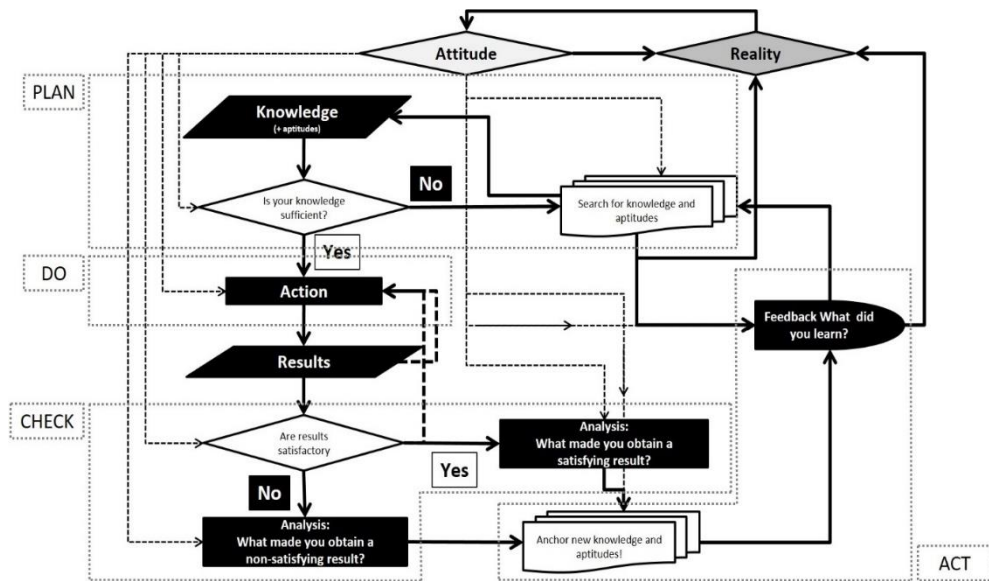 Attitude
Reality
PLAN
Knowledge
(+ aptitudes)
No
Is your knowledge
sufficient?
Search for knowledge and
aptitudes
Yes
DO
Action
Feedback What did
you learn?
Results
CHECK
Are results
satisfactory
Analysis:
What made you obtain a
satisfying result?
Yes
No
Analysis:
What made you obtain a
non-satisfying result?
Anchor new knowledge and
aptitudes!
ACT